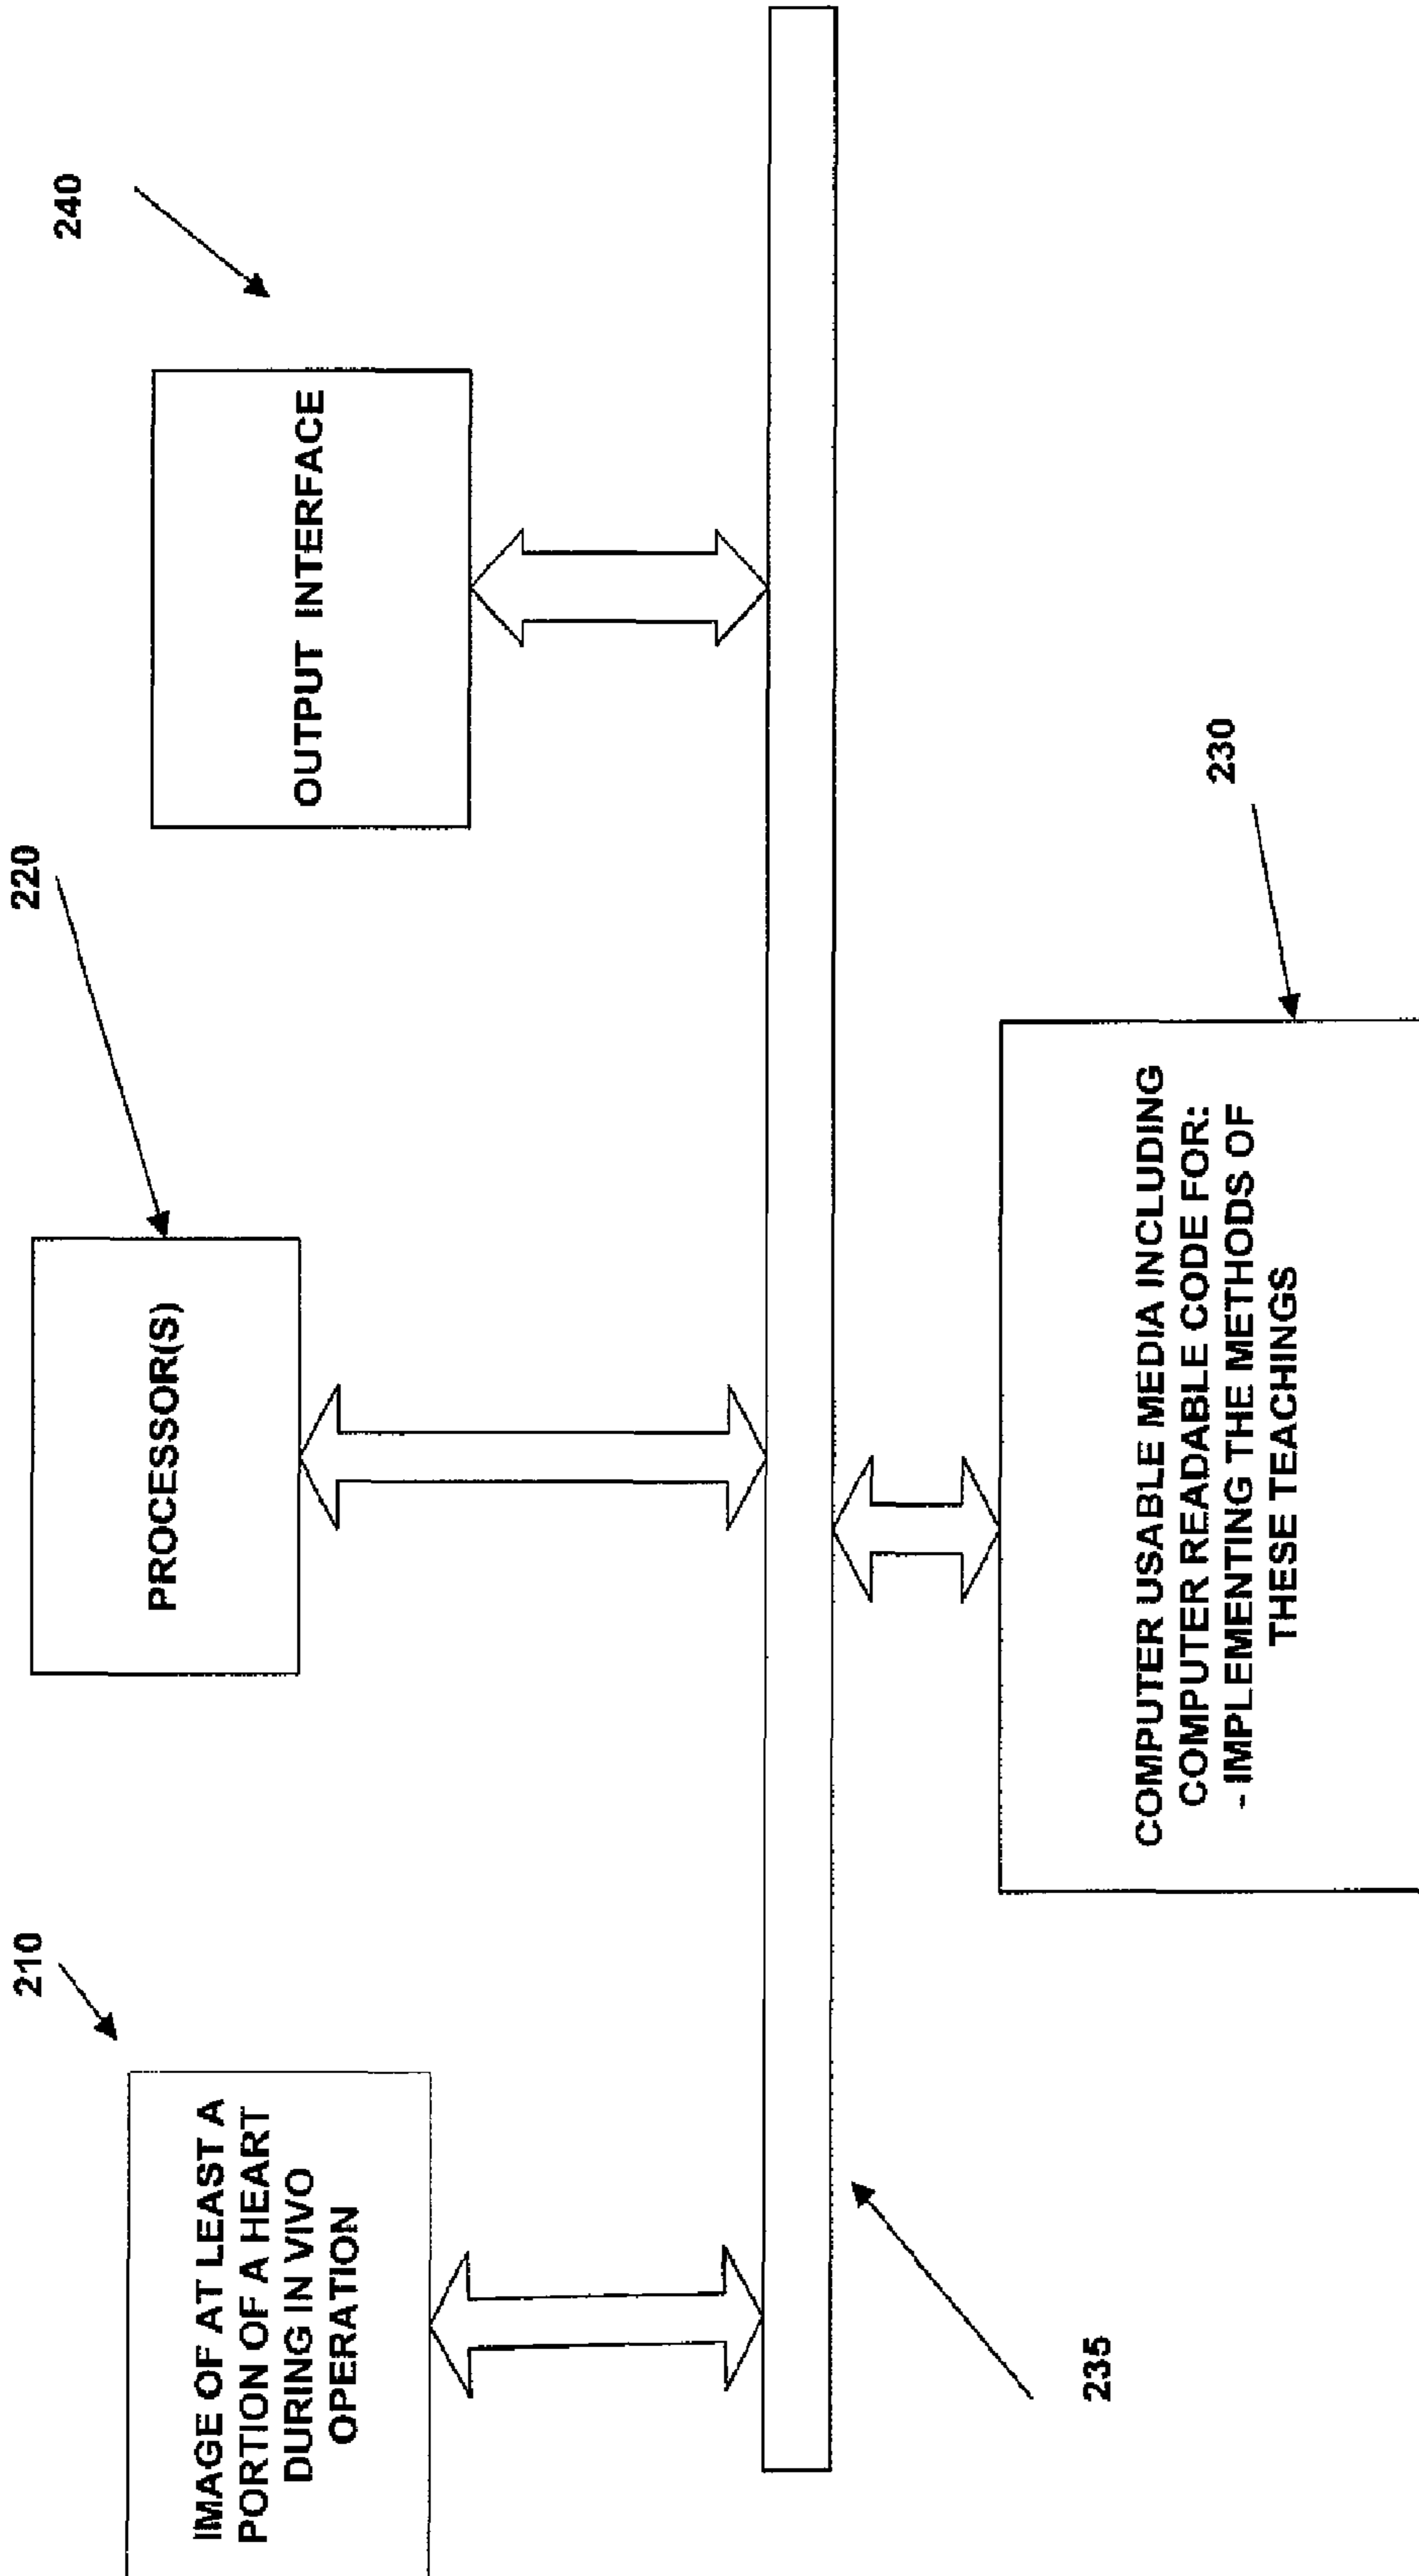 210
IMAGE OF AT LEAST A
PORTION OF A HEART
DURING IN VIVO
OPERATION
220
PROCESSOR(S)
240
OUTPUT INTERFACE
235
230
COMPUTER USABLE MEDIA INCLUDING
COMPUTER READABLE CODE FOR:
- IMPLEMENTING THE METHODS OF
THESE TEACHINGS